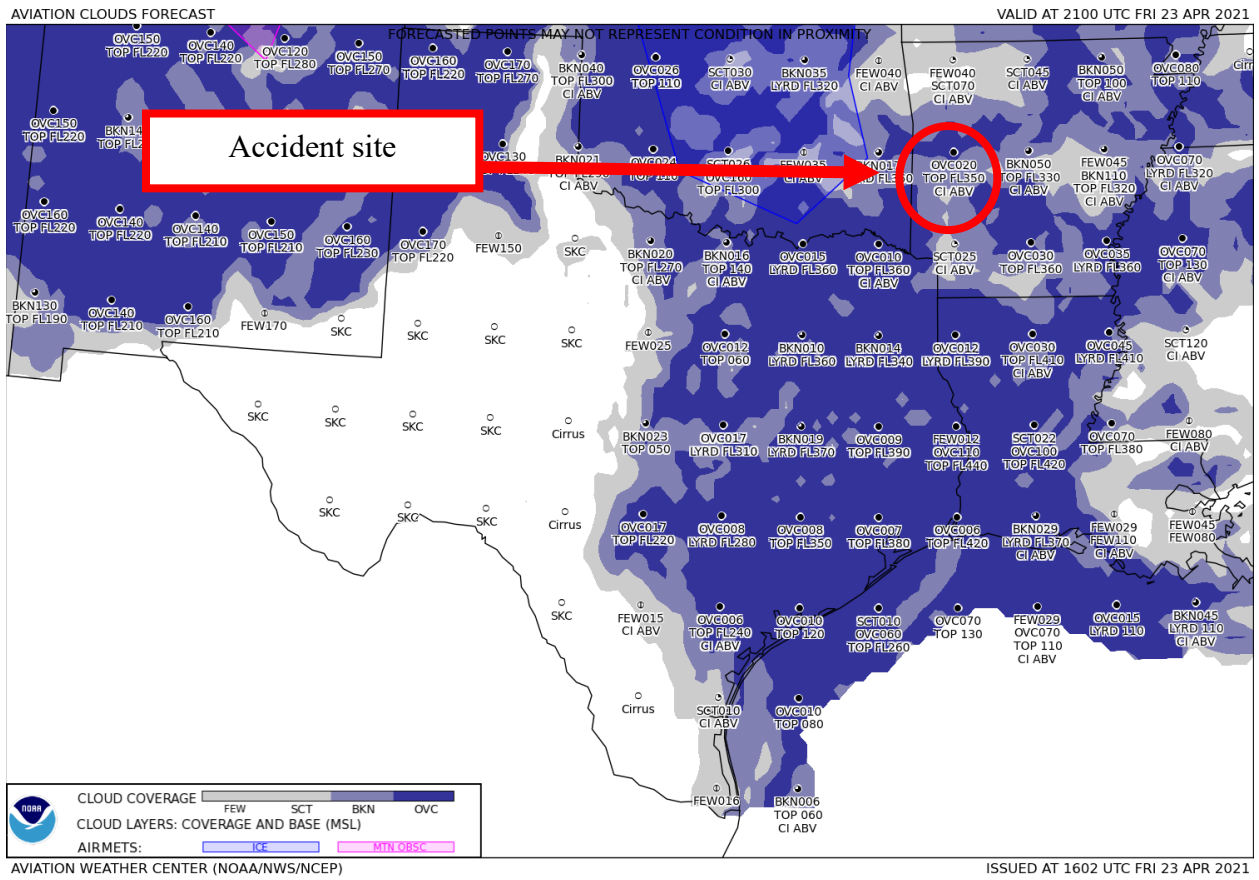 AVIATION CLOUDS FORECAST
VALID AT 2100 UTC FRI 23 APR 2021
FORECASTED POINTS MAY NOT REPRESENT CONDITION IN PROXIMITY
OVC150
TOP FL220
OVC140
TOP FL220
OVC120
TOP FL280
OVC150
TOP FL270
OVC160
TOP FL220
OVC170
TOP FL270
BKN040
TOP FL300
CI ABV
OVC026
TOP 110
SCT030
CI ABV
BKN035
LYRD FL320
FEW040
CI ABV
FEW040
SCT070
CI ABV
SCT045
CI ABV
BKN050
TOP 100
CI ABV
OVC080
TOP 110
OVC150
TOP FL220
Accident site
OVC130
BKN021
CI ABV
OVC024
FEW035
TOP FL300
OVC020
TOP FL350
CI ABV
BKN050
TOP FL330
CI ABV
FEW045
BKN110
TOP FL320
CI ABV
OVC070
LYRD FL320
CI ABV
OVC160
TOP FL220
OVC140
TOP FL220
OVC140
TOP FL210
OVC150
TOP FL210
OVC160
TOP FL230
OVC170
TOP FL220
FEW150
SKC
BKN020
TOP FL270
CI ABV
BKN016
TOP 140
CI ABV
OVC015
LYRD FL360
OVC010
TOP FL360
CI ABV
SCT025
CI ABV
OVC030
TOP FL360
OVC035
LYRD FL360
OVC070
TOP 130
CI ABV
BKN130
TOP FL190
OVC140
TOP FL210
OVC160
TOP FL210
FEW170
SKC
SKC
SKC
SKC
FEW025
OVC012
TOP 060
BKN010
LYRD FL360
BKN014
LYRD FL340
OVC012
LYRD FL390
OVC030
TOP FL410
CI ABV
OVC045
LYRD FL410
SCT120
CI ABV
SKC
SKC
SKC
SKC
Cirrus
BKN023
TOP 050
OVC017
LYRD FL310
BKN019
LYRD FL370
OVC009
TOP FL390
FEW012
OVC110
TOP FL440
SCT022
OVC100
TOP FL420
OVC070
TOP FL380
FEW080
CI ABV
SKC
SKC
SKC
Cirrus
OVC017
TOP FL220
OVC008
LYRD FL280
OVC008
TOP FL350
OVC007
TOP FL380
OVC006
TOP FL420
BKN029
LYRD FL370
CI ABV
FEW029
FEW110
CI ABV
FEW045
FEW080
SKC
FEW015
CI ABV
OVC006
TOP FL240
CI ABV
OVC010
TOP 120
SCT010
OVC060
TOP FL260
OVC070
TOP 130
FEW029
OVC070
TOP 110
CI ABV
OVC015
LYRD 110
BKN045
LYRD 110
CI ABV
Cirrus
SCT010
CI ABV
OVC010
TOP 080
FEW016
BKN006
TOP 060
CI ABV
NOAA
CLOUD COVERAGE
FEW SCT BKN OVC
CLOUD LAYERS: COVERAGE AND BASE (MSL)
AIRMETS: ICE MTN OBSC
AVIATION WEATHER CENTER (NOAA/NWS/NCEP)
ISSUED AT 1602 UTC FRI 23 APR 2021